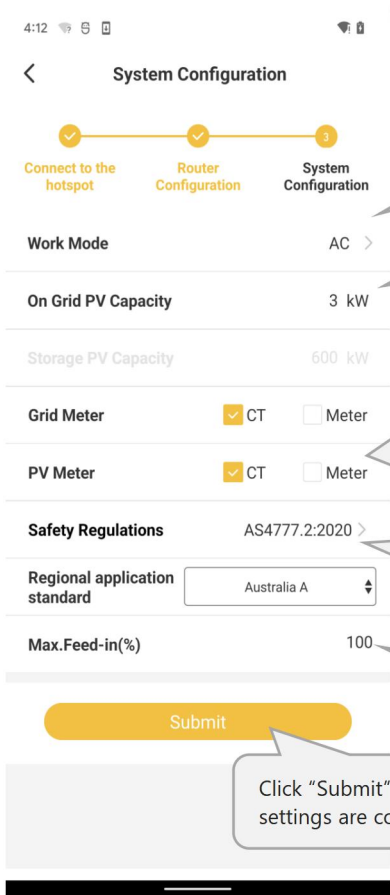 4:12
System Configuration
3
Connect to the hotspot
Router Configuration
System Configuration
Work Mode AC
On Grid PV Capacity 3 kW
Storage PV Capacity 600 kW
Grid Meter CT Meter
PV Meter CT Meter
Safety Regulations AS4777.2:2020
Regional application standard Australia A
Max.Feed-in(%) 100
Submit
Click “Submit”
settings are co